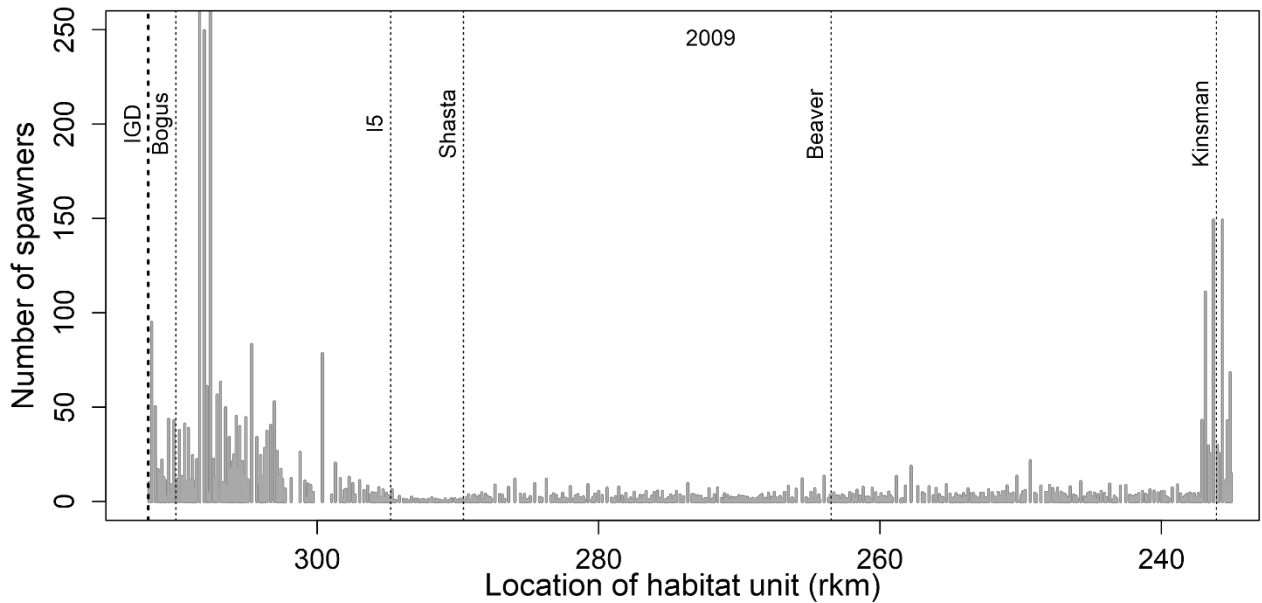 2009
IGD
Bogus
I5
Shasta
Beaver
Kinsman
Number of spawners
250
200
150
100
50
0
300
280
260
240
Location of habitat unit (rkm)